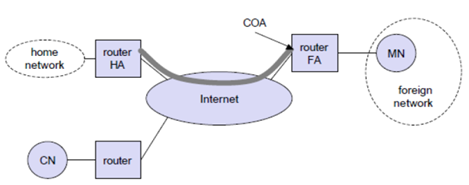 COA
home
network
router
HA
router
FA
MN
Internet
foreign
network
CN
router